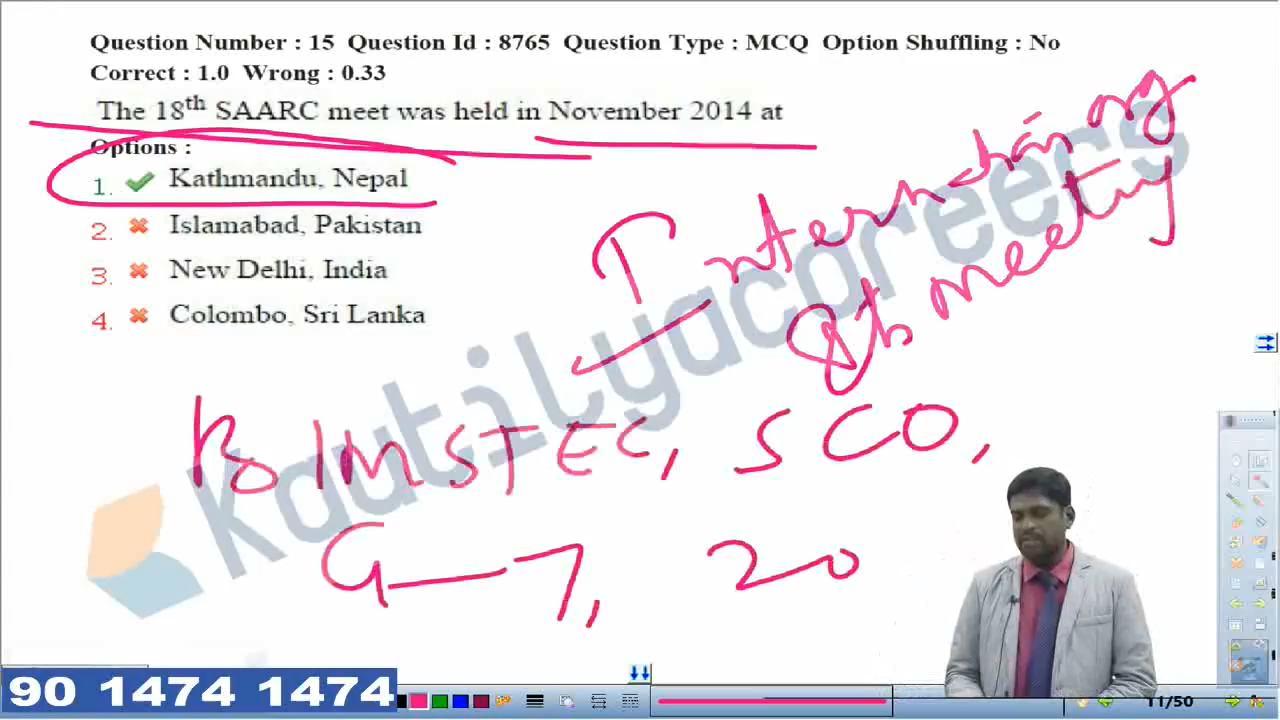 Question Number : 15 Question Id : 8765 Question Type : MCQ Option Shuffling : No
Correct : 1.0 Wrong : 0.33
The 18th SAARC meet was held in November 2014 at
Options :
1. Kathmandu, Nepal
2. Islamabad, Pakistan
3. New Delhi, India
4. Colombo, Sri Lanka
meeting
BIMSTEC, SCO,
G-7, 20
Kautilyacareers
90 1474 1474
11/50